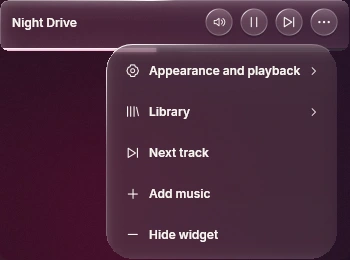 Night Drive
Appearance and playback
Library
Next track
Add music
Hide widget